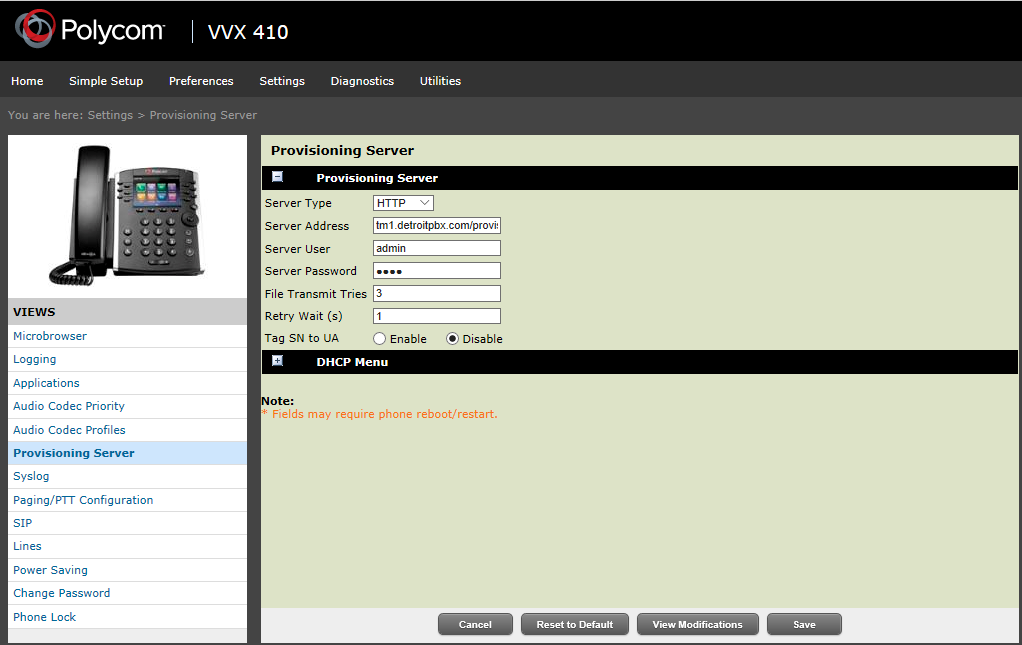 Polycom | VVX 410
Home Simple Setup Preferences Settings Diagnostics Utilities
You are here: Settings > Provisioning Server
Provisioning Server
Provisioning Server
Server Type HTTP
Server Address tm1.detroitpbx.com/provis
Server User admin
Server Password ●●●●
File Transmit Tries 3
Retry Wait (s) 1
Tag SN to UA Enable Disable
DHCP Menu
Note:
* Fields may require phone reboot/restart.
VIEWS
Microbrowser
Logging
Applications
Audio Codec Priority
Audio Codec Profiles
Provisioning Server
Syslog
Paging/PTT Configuration
SIP
Lines
Power Saving
Change Password
Phone Lock
Cancel Reset to Default View Modifications Save